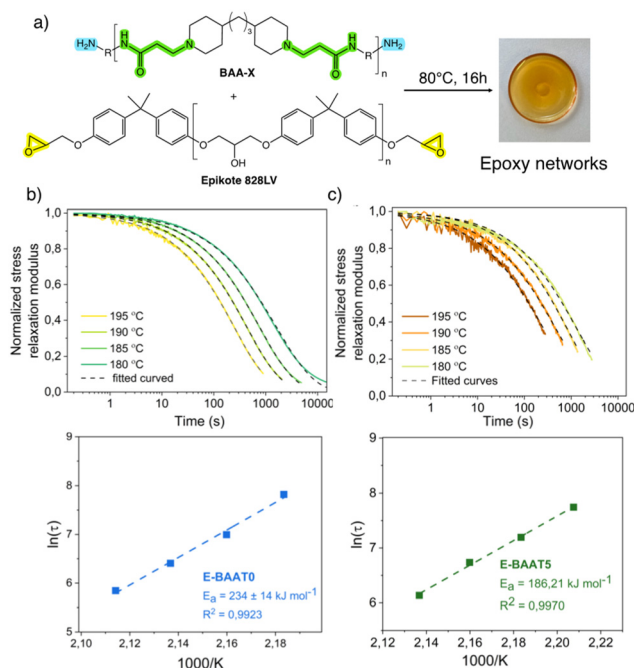 a)
H₂N
R
H
N
O
N
( )₃
N
O
H
N
R
NH₂
n
BAA-X
+
80°C, 16h
O
O
O
OH
O
O
O
n
Epikote 828LV
Epoxy networks
b)
c)
Normalized stress
relaxation modulus
1,0
0,8
0,6
0,4
0,2
0,0
195 °C
190 °C
185 °C
180 °C
fitted curved
1 10 100 1000 10000
Time (s)
Normalized stress
relaxation modulus
1,0
0,8
0,6
0,4
0,2
0,0
195 °C
190 °C
185 °C
180 °C
Fitted curves
1 10 100 1000 10000
Time (s)
ln(τ)
9
8
7
6
5
E-BAAT0
Eₐ = 234 ± 14 kJ mol⁻¹
R² = 0,9923
2,10 2,12 2,14 2,16 2,18
1000/K
ln(τ)
9
8
7
6
5
E-BAAT5
Eₐ = 186,21 kJ mol⁻¹
R² = 0,9970
2,12 2,14 2,16 2,18 2,20 2,22
1000/K